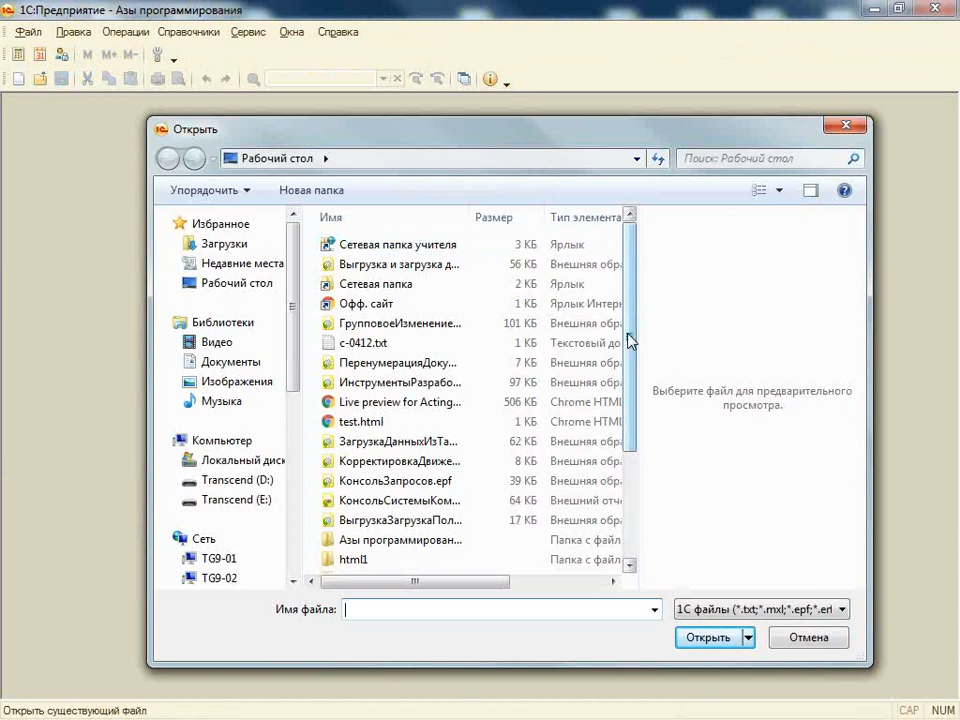 1С:Предприятие - Азы программирования
Файл Правка Операции Справочники Сервис Окна Справка
M M+ M-
Открыть
Рабочий стол
Поиск: Рабочий стол
Упорядочить Новая папка
Имя Размер Тип элемента
Избранное
Загрузки
Недавние места
Рабочий стол
Библиотеки
Видео
Документы
Изображения
Музыка
Компьютер
Локальный диск
Transcend (D:)
Transcend (E:)
Сеть
TG9-01
TG9-02
Сетевая папка учителя 3 КБ Ярлык
Выгрузка и загрузка д... 56 КБ Внешняя обра
Сетевая папка 2 КБ Ярлык
Офф. сайт 1 КБ Ярлык Интерн
ГрупповоеИзменение... 101 КБ Внешняя обра
c-0412.txt 1 КБ Текстовый до
ПеренумерацияДоку... 7 КБ Внешняя обра
ИнструментыРазрабо... 97 КБ Внешняя обра
Live preview for Acting... 506 КБ Chrome HTML
test.html 1 КБ Chrome HTML
ЗагрузкаДанныхИзТа... 62 КБ Внешняя обра
КорректировкаДвиже... 8 КБ Внешняя обра
КонсольЗапросов.epf 39 КБ Внешняя обра
КонсольСистемыКом... 64 КБ Внешний отче
ВыгрузкаЗагрузкаПол... 17 КБ Внешняя обра
Азы программирован... Папка с файл
html1 Папка с файл
Выберите файл для предварительного
просмотра.
Имя файла:
1С файлы (*.txt;*.mxl;*.epf;*.erf
Открыть Отмена
Открыть существующий файл
CAP NUM